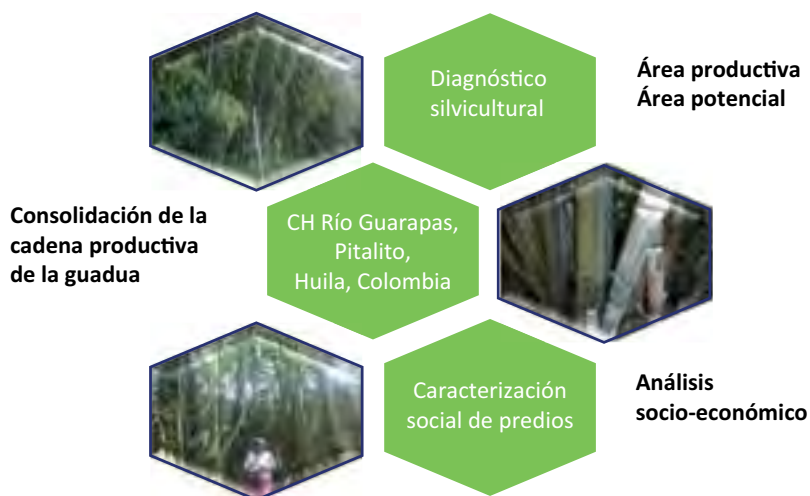 Diagnóstico
silvicultural
Área productiva
Área potencial
Consolidación de la
cadena productiva
de la guadua
CH Río Guarapas,
Pitalito,
Huila, Colombia
Caracterización
social de predios
Análisis
socio-económico